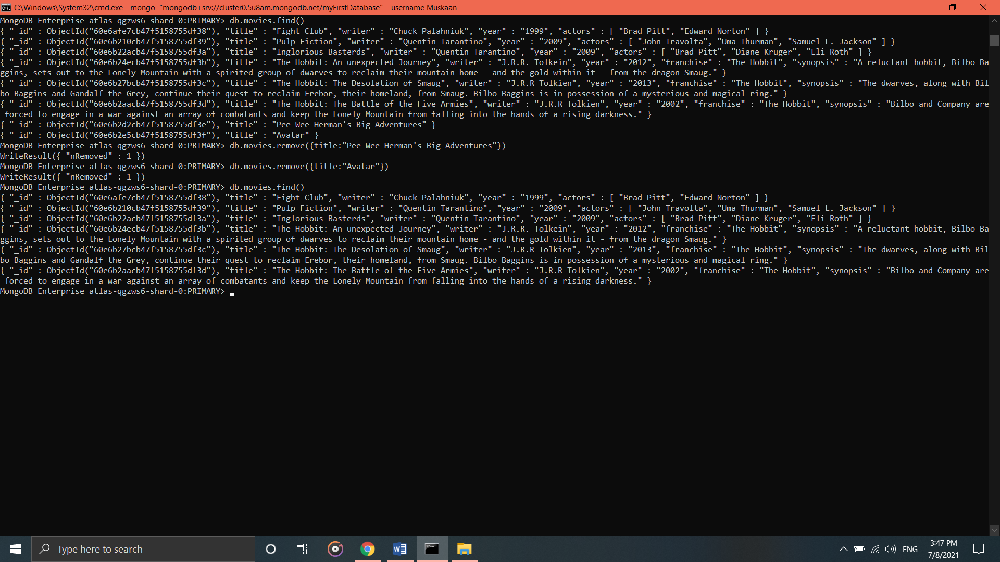 C:\Windows\System32\cmd.exe - mongo  "mongodb+srv://cluster0.5u8am.mongodb.net/myFirstDatabase" --username Muskaan
MongoDB Enterprise atlas-qgzws6-shard-0:PRIMARY> db.movies.find()
{ "_id" : ObjectId("60e6afe7cb47f5158755df38"), "title" : "Fight Club", "writer" : "Chuck Palahniuk", "year" : "1999", "actors" : [ "Brad Pitt", "Edward Norton" ] }
{ "_id" : ObjectId("60e6b210cb47f5158755df39"), "title" : "Pulp Fiction", "writer" : "Quentin Tarantino", "year" : "2009", "actors" : [ "John Travolta", "Uma Thurman", "Samuel L. Jackson" ] }
{ "_id" : ObjectId("60e6b22acb47f5158755df3a"), "title" : "Inglorious Basterds", "writer" : "Quentin Tarantino", "year" : "2009", "actors" : [ "Brad Pitt", "Diane Kruger", "Eli Roth" ] }
{ "_id" : ObjectId("60e6b24ecb47f5158755df3b"), "title" : "The Hobbit: An unexpected Journey", "writer" : "J.R.R. Tolkein", "year" : "2012", "franchise" : "The Hobbit", "synopsis" : "A reluctant hobbit, Bilbo Ba
ggins, sets out to the Lonely Mountain with a spirited group of dwarves to reclaim their mountain home - and the gold within it - from the dragon Smaug." }
{ "_id" : ObjectId("60e6b27bcb47f5158755df3c"), "title" : "The Hobbit: The Desolation of Smaug", "writer" : "J.R.R Tolkien", "year" : "2013", "franchise" : "The Hobbit", "synopsis" : "The dwarves, along with Bil
bo Baggins and Gandalf the Grey, continue their quest to reclaim Erebor, their homeland, from Smaug. Bilbo Baggins is in possession of a mysterious and magical ring." }
{ "_id" : ObjectId("60e6b2aacb47f5158755df3d"), "title" : "The Hobbit: The Battle of the Five Armies", "writer" : "J.R.R Tolkien", "year" : "2002", "franchise" : "The Hobbit", "synopsis" : "Bilbo and Company are
 forced to engage in a war against an array of combatants and keep the Lonely Mountain from falling into the hands of a rising darkness." }
{ "_id" : ObjectId("60e6b2d2cb47f5158755df3e"), "title" : "Pee Wee Herman's Big Adventures" }
{ "_id" : ObjectId("60e6b2e5cb47f5158755df3f"), "title" : "Avatar" }
MongoDB Enterprise atlas-qgzws6-shard-0:PRIMARY> db.movies.remove({title:"Pee Wee Herman's Big Adventures"})
WriteResult({ "nRemoved" : 1 })
MongoDB Enterprise atlas-qgzws6-shard-0:PRIMARY> db.movies.remove({title:"Avatar"})
WriteResult({ "nRemoved" : 1 })
MongoDB Enterprise atlas-qgzws6-shard-0:PRIMARY> db.movies.find()
{ "_id" : ObjectId("60e6afe7cb47f5158755df38"), "title" : "Fight Club", "writer" : "Chuck Palahniuk", "year" : "1999", "actors" : [ "Brad Pitt", "Edward Norton" ] }
{ "_id" : ObjectId("60e6b210cb47f5158755df39"), "title" : "Pulp Fiction", "writer" : "Quentin Tarantino", "year" : "2009", "actors" : [ "John Travolta", "Uma Thurman", "Samuel L. Jackson" ] }
{ "_id" : ObjectId("60e6b22acb47f5158755df3a"), "title" : "Inglorious Basterds", "writer" : "Quentin Tarantino", "year" : "2009", "actors" : [ "Brad Pitt", "Diane Kruger", "Eli Roth" ] }
{ "_id" : ObjectId("60e6b24ecb47f5158755df3b"), "title" : "The Hobbit: An unexpected Journey", "writer" : "J.R.R. Tolkein", "year" : "2012", "franchise" : "The Hobbit", "synopsis" : "A reluctant hobbit, Bilbo Ba
ggins, sets out to the Lonely Mountain with a spirited group of dwarves to reclaim their mountain home - and the gold within it - from the dragon Smaug." }
{ "_id" : ObjectId("60e6b27bcb47f5158755df3c"), "title" : "The Hobbit: The Desolation of Smaug", "writer" : "J.R.R Tolkien", "year" : "2013", "franchise" : "The Hobbit", "synopsis" : "The dwarves, along with Bil
bo Baggins and Gandalf the Grey, continue their quest to reclaim Erebor, their homeland, from Smaug. Bilbo Baggins is in possession of a mysterious and magical ring." }
{ "_id" : ObjectId("60e6b2aacb47f5158755df3d"), "title" : "The Hobbit: The Battle of the Five Armies", "writer" : "J.R.R Tolkien", "year" : "2002", "franchise" : "The Hobbit", "synopsis" : "Bilbo and Company are
 forced to engage in a war against an array of combatants and keep the Lonely Mountain from falling into the hands of a rising darkness." }
MongoDB Enterprise atlas-qgzws6-shard-0:PRIMARY>
Type here to search
ENG
3:47 PM
7/8/2021